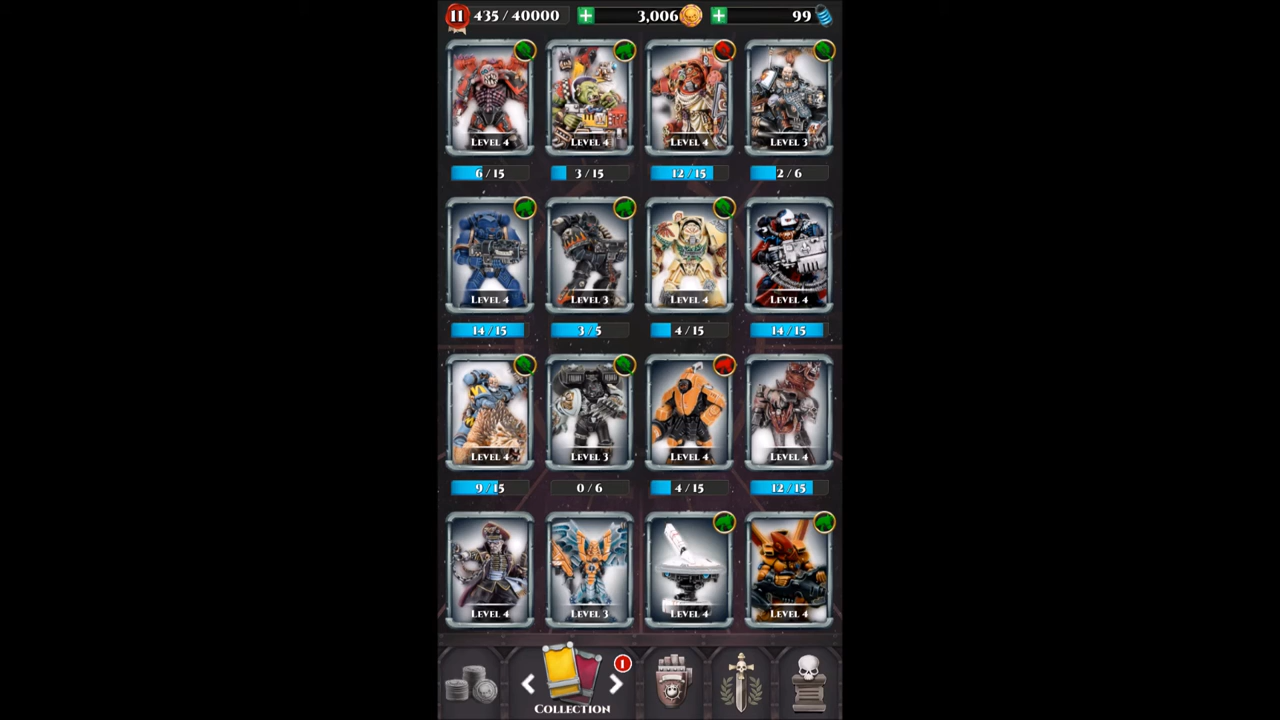 11 435 / 40000 3,006 99
LEVEL 4 LEVEL 4 LEVEL 4 LEVEL 3
6 / 15 3 / 15 12 / 15 2 / 6
LEVEL 4 LEVEL 3 LEVEL 4 LEVEL 4
14 / 15 3 / 5 4 / 15 14 / 15
LEVEL 4 LEVEL 3 LEVEL 4 LEVEL 4
9 / 15 0 / 6 4 / 15 12 / 15
LEVEL 4 LEVEL 3 LEVEL 4 LEVEL 4
1
COLLECTION